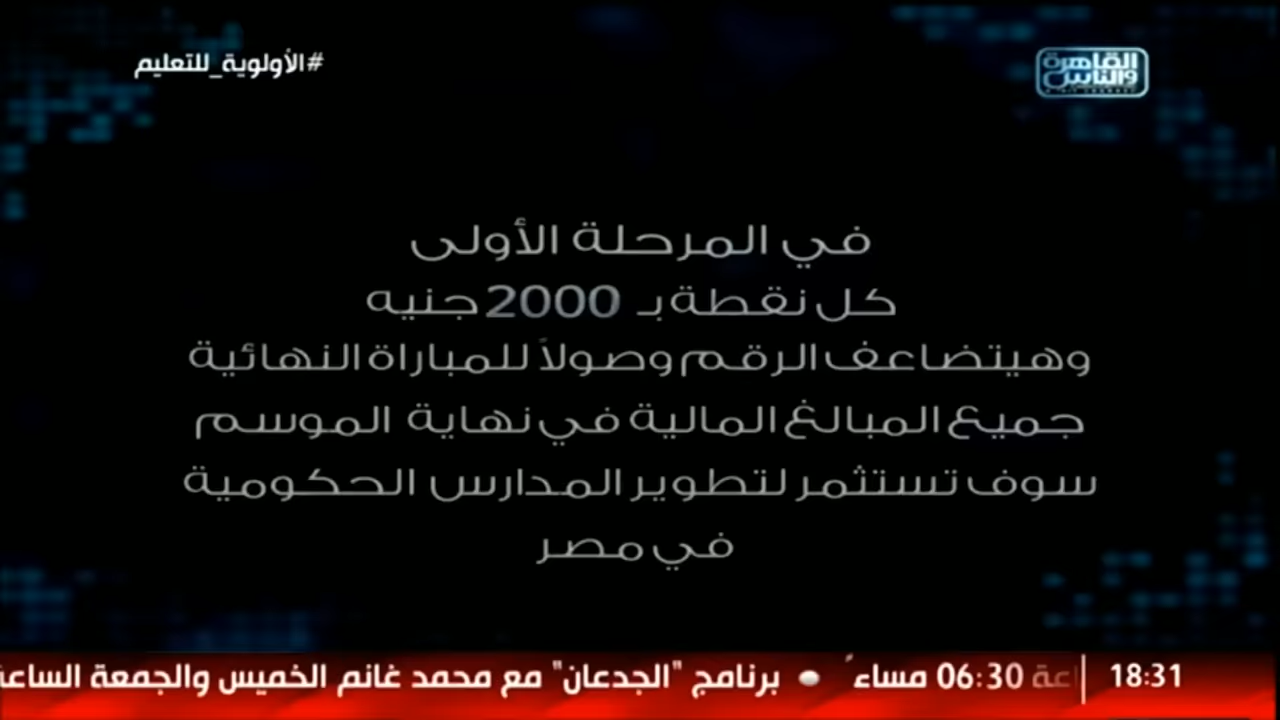 #الأولوية_للتعليم
القاهرة
والناس
في المرحلة الأولى
كل نقطة بـ 2000 جنيه
وهيتضاعف الرقم وصولاً للمباراة النهائية
جميع المبالغ المالية في نهاية الموسم
سوف تستثمر لتطوير المدارس الحكومية
في مصر
18:31
06:30 مساءً • برنامج "الجدعان" مع محمد غانم الخميس والجمعة